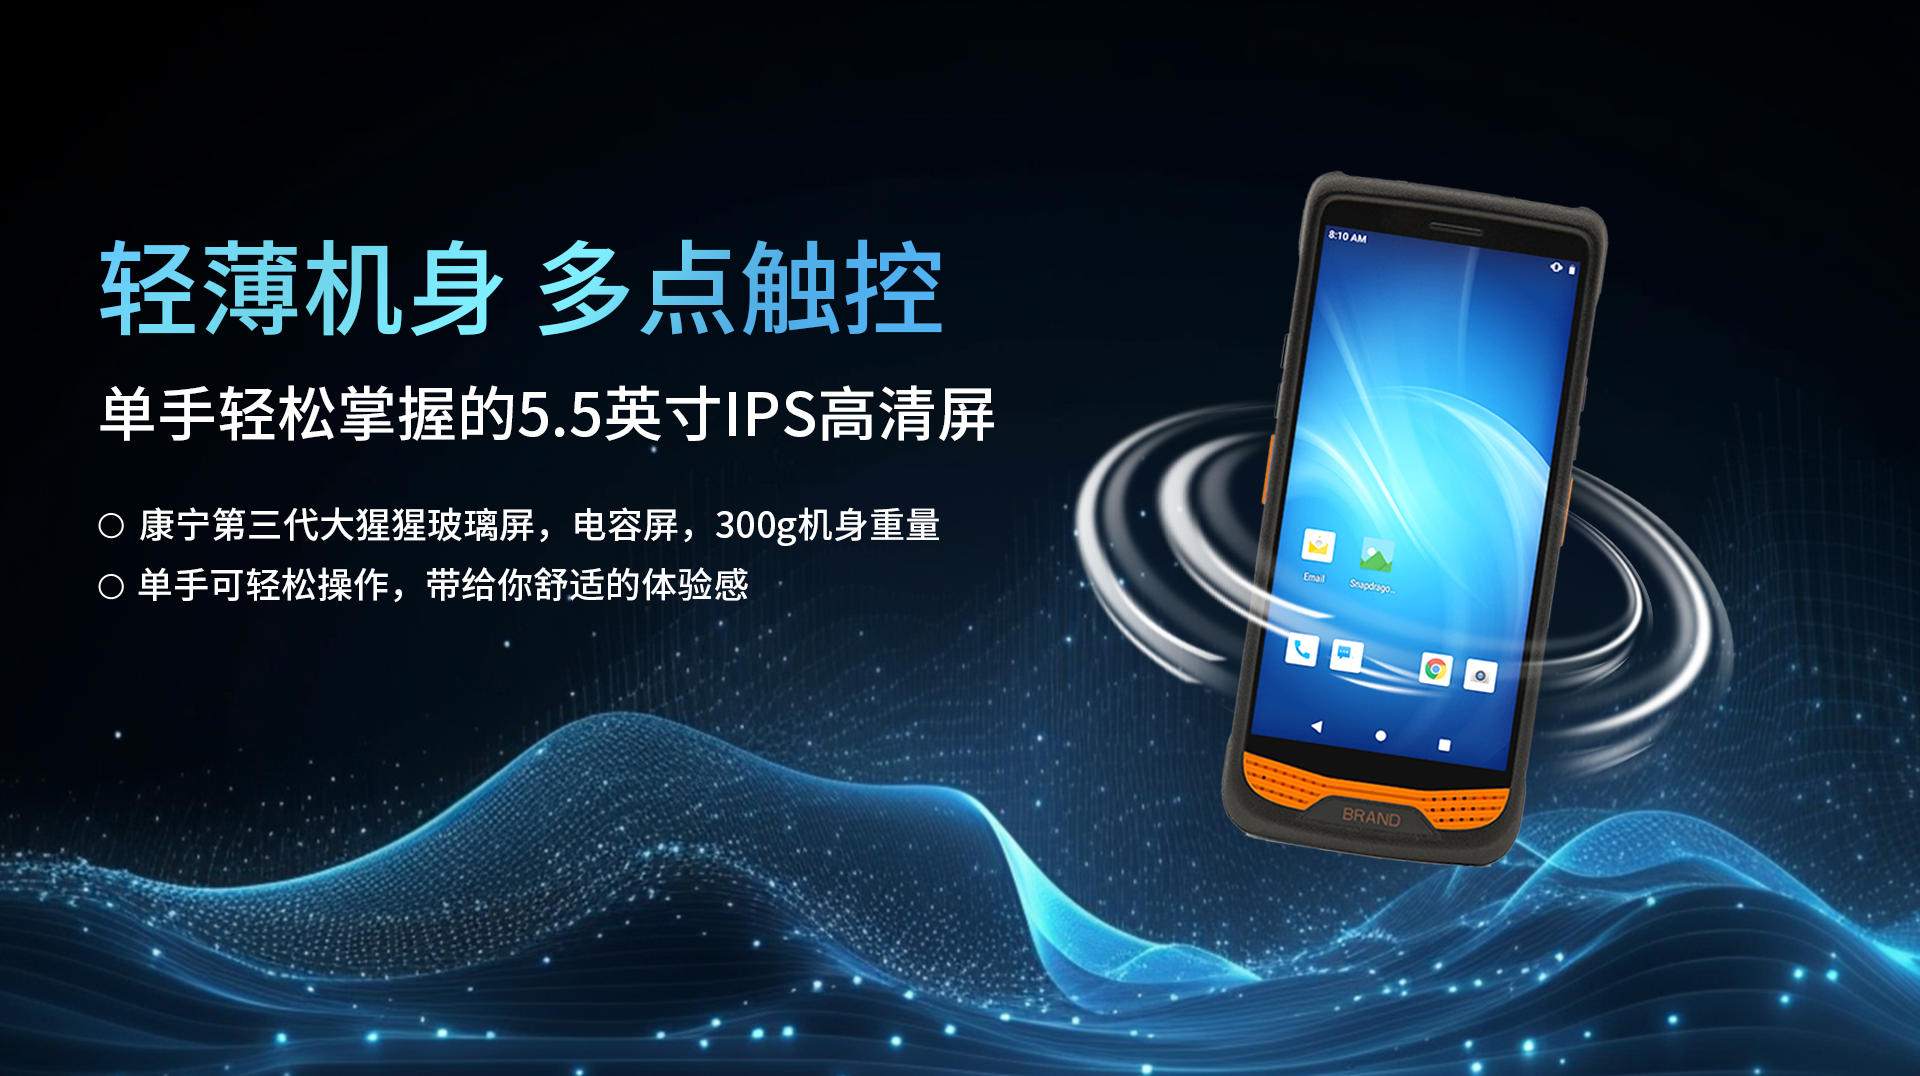 轻薄机身 多点触控
单手轻松掌握的5.5英寸IPS高清屏
康宁第三代大猩猩玻璃屏，电容屏，300g机身重量
单手可轻松操作，带给你舒适的体验感
8:10 AM
Email
Snapdrago...
BRAND